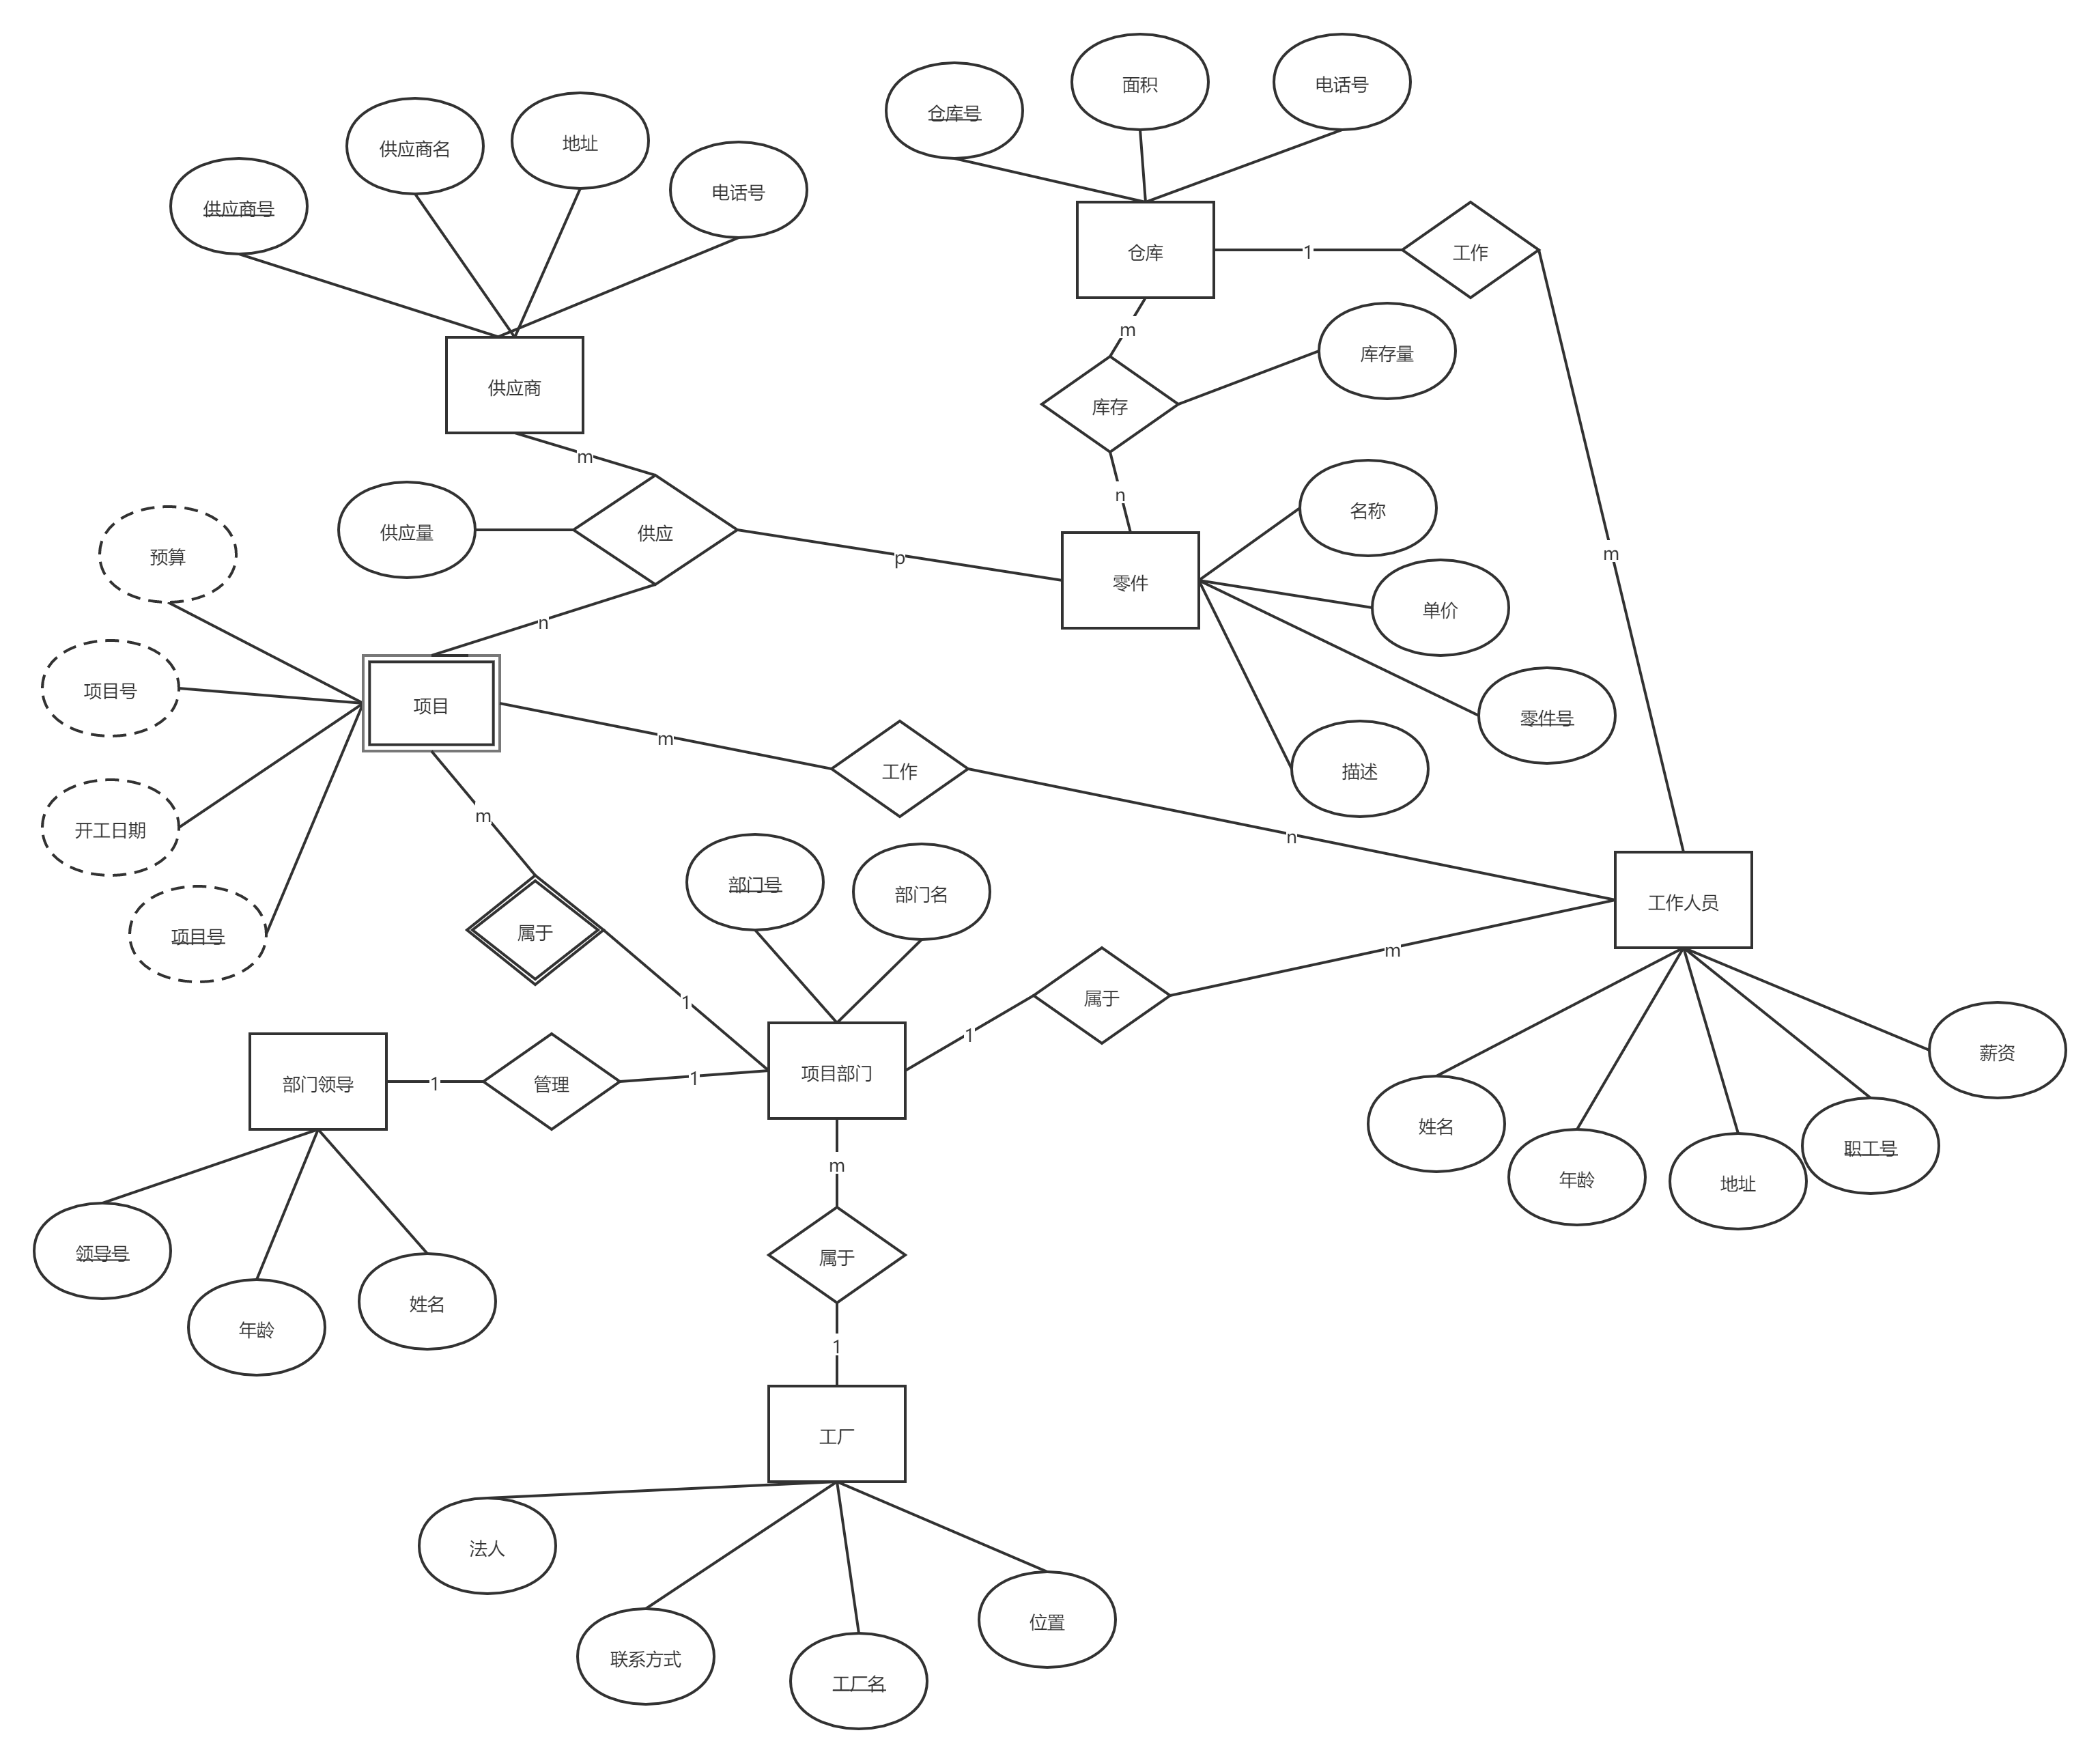 面积
电话号
仓库号
地址
供应商名
电话号
供应商号
仓库
1
工作
m
库存量
供应商
库存
m
n
名称
供应量
供应
m
预算
p
零件
单价
n
项目号
项目
零件号
m
工作
描述
m
开工日期
n
部门号
部门名
工作人员
项目号
属于
m
属于
1
1
薪资
部门领导
1
管理
1
项目部门
姓名
职工号
m
年龄
地址
领导号
属于
姓名
年龄
1
工厂
法人
位置
联系方式
工厂名